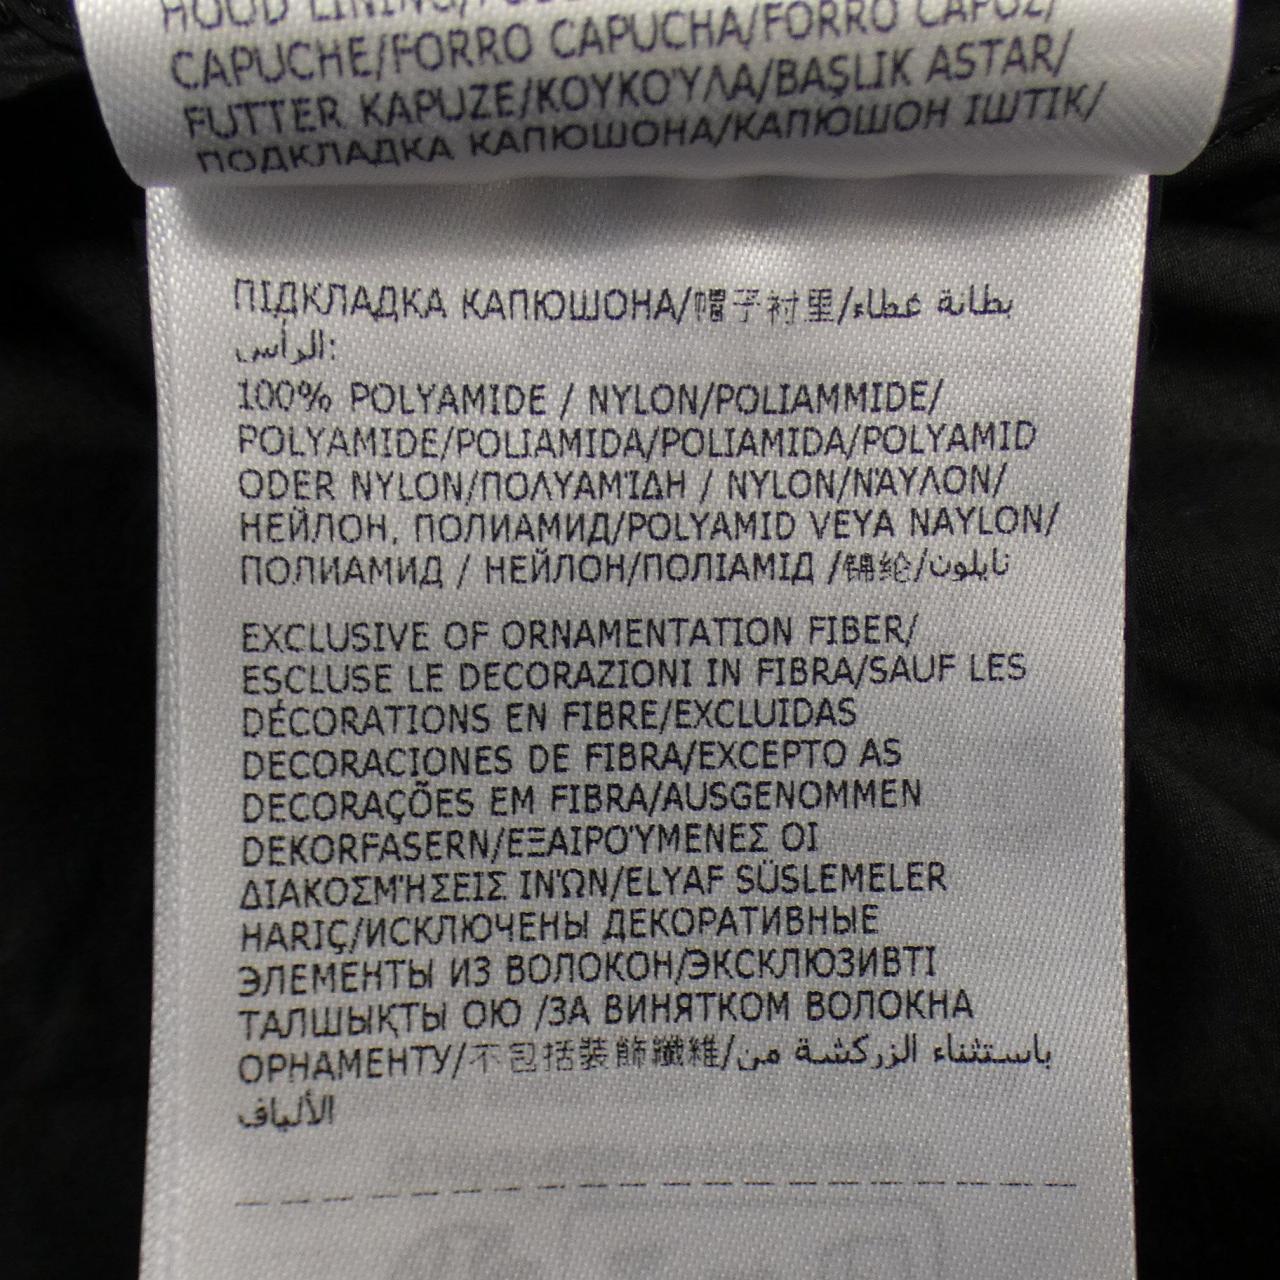 HOOD LINING/
CAPUCHE/FORRO CAPUCHA/FORRO CAPUZ/
FUTTER KAPUZE/ΚΟΥΚΟΎΛΑ/BAŞLIK ASTAR/
ПОДКЛАДКА КАПЮШОНА/КАПЮШОН ІШТІК/
ПІДКЛАДКА КАПЮШОНА/帽子衬里/بطانة غطاء
الرأس:
100% POLYAMIDE / NYLON/POLIAMMIDE/
POLYAMIDE/POLIAMIDA/POLIAMIDA/POLYAMID
ODER NYLON/ΠΟΛΥΑΜΊΔΗ / NYLON/ΝΆΥΛΟΝ/
НЕЙЛОН, ПОЛИАМИД/POLYAMID VEYA NAYLON/
ПОЛИАМИД / НЕЙЛОН/ПОЛІАМІД /锦纶/نايلون
EXCLUSIVE OF ORNAMENTATION FIBER/
ESCLUSE LE DECORAZIONI IN FIBRA/SAUF LES
DÉCORATIONS EN FIBRE/EXCLUIDAS
DECORACIONES DE FIBRA/EXCEPTO AS
DECORAÇÕES EM FIBRA/AUSGENOMMEN
DEKORFASERN/ΕΞΑΙΡΟΎΜΕΝΕΣ ΟΙ
ΔΙΑΚΟΣΜΉΣΕΙΣ ΙΝΏΝ/ELYAF SÜSLEMELER
HARIÇ/ИСКЛЮЧЕНЫ ДЕКОРАТИВНЫЕ
ЭЛЕМЕНТЫ ИЗ ВОЛОКОН/ЭКСКЛЮЗИВТІ
ТАЛШЫҚТЫ ОЮ /ЗА ВИНЯТКОМ ВОЛОКНА
ОРНАМЕНТУ/不包括裝飾纖維/باستثناء الزركشة من
الألياف